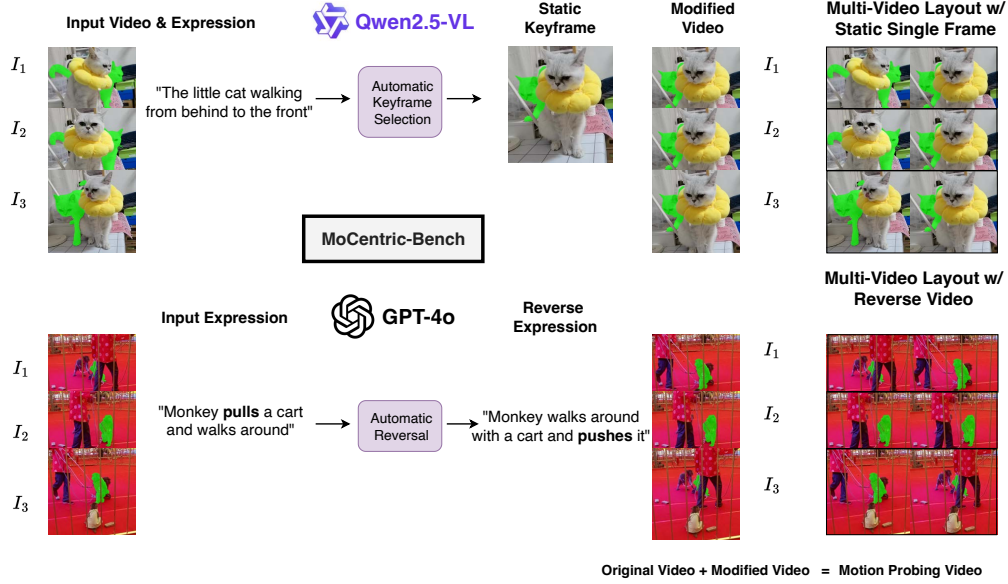 Input Video & Expression
Qwen2.5-VL
Static
Keyframe
Modified
Video
Multi-Video Layout w/
Static Single Frame
I1
"The little cat walking
from behind to the front"
Automatic
Keyframe
Selection
I1
I2
I2
I3
I3
MoCentric-Bench
Multi-Video Layout w/
Reverse Video
Input Expression
GPT-4o
Reverse
Expression
I1
I1
"Monkey pulls a cart
and walks around"
Automatic
Reversal
"Monkey walks around
with a cart and pushes it"
I2
I2
I3
I3
Original Video + Modified Video = Motion Probing Video